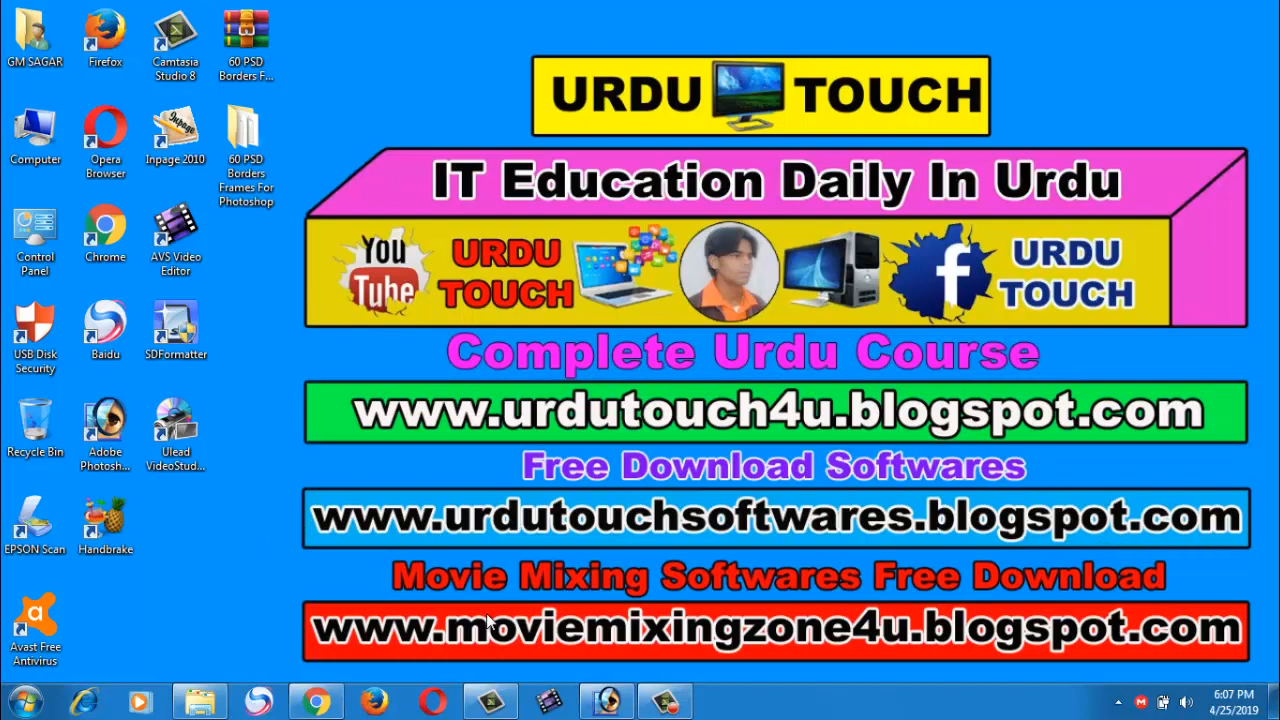 GM SAGAR
Firefox
Camtasia
Studio 8
60 PSD
Borders F...
Computer
Opera
Browser
Inpage 2010
60 PSD
Borders
Frames For
Photoshop
Control
Panel
Chrome
AVS Video
Editor
USB Disk
Security
Baidu
SDFormatter
Recycle Bin
Adobe
Photosh...
Ulead
VideoStud...
EPSON Scan
Handbrake
Avast Free
Antivirus
Inpage
URDU TOUCH
IT Education Daily In Urdu
You
Tube
URDU
TOUCH
f
URDU
TOUCH
Complete Urdu Course
www.urdutouch4u.blogspot.com
Free Download Softwares
www.urdutouchsoftwares.blogspot.com
Movie Mixing Softwares Free Download
www.moviemixingzone4u.blogspot.com
6:07 PM
4/25/2019